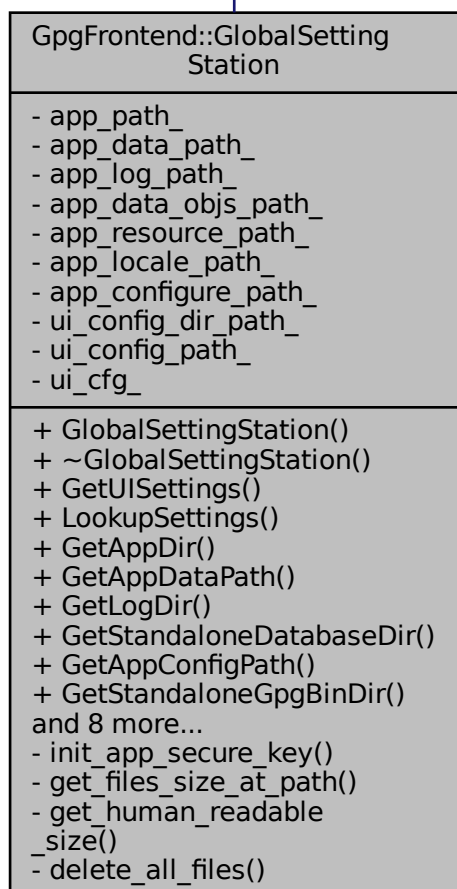 GpgFrontend::GlobalSetting
Station
- app_path_
- app_data_path_
- app_log_path_
- app_data_objs_path_
- app_resource_path_
- app_locale_path_
- app_configure_path_
- ui_config_dir_path_
- ui_config_path_
- ui_cfg_
+ GlobalSettingStation()
+ ~GlobalSettingStation()
+ GetUISettings()
+ LookupSettings()
+ GetAppDir()
+ GetAppDataPath()
+ GetLogDir()
+ GetStandaloneDatabaseDir()
+ GetAppConfigPath()
+ GetStandaloneGpgBinDir()
and 8 more...
- init_app_secure_key()
- get_files_size_at_path()
- get_human_readable
_size()
- delete_all_files()